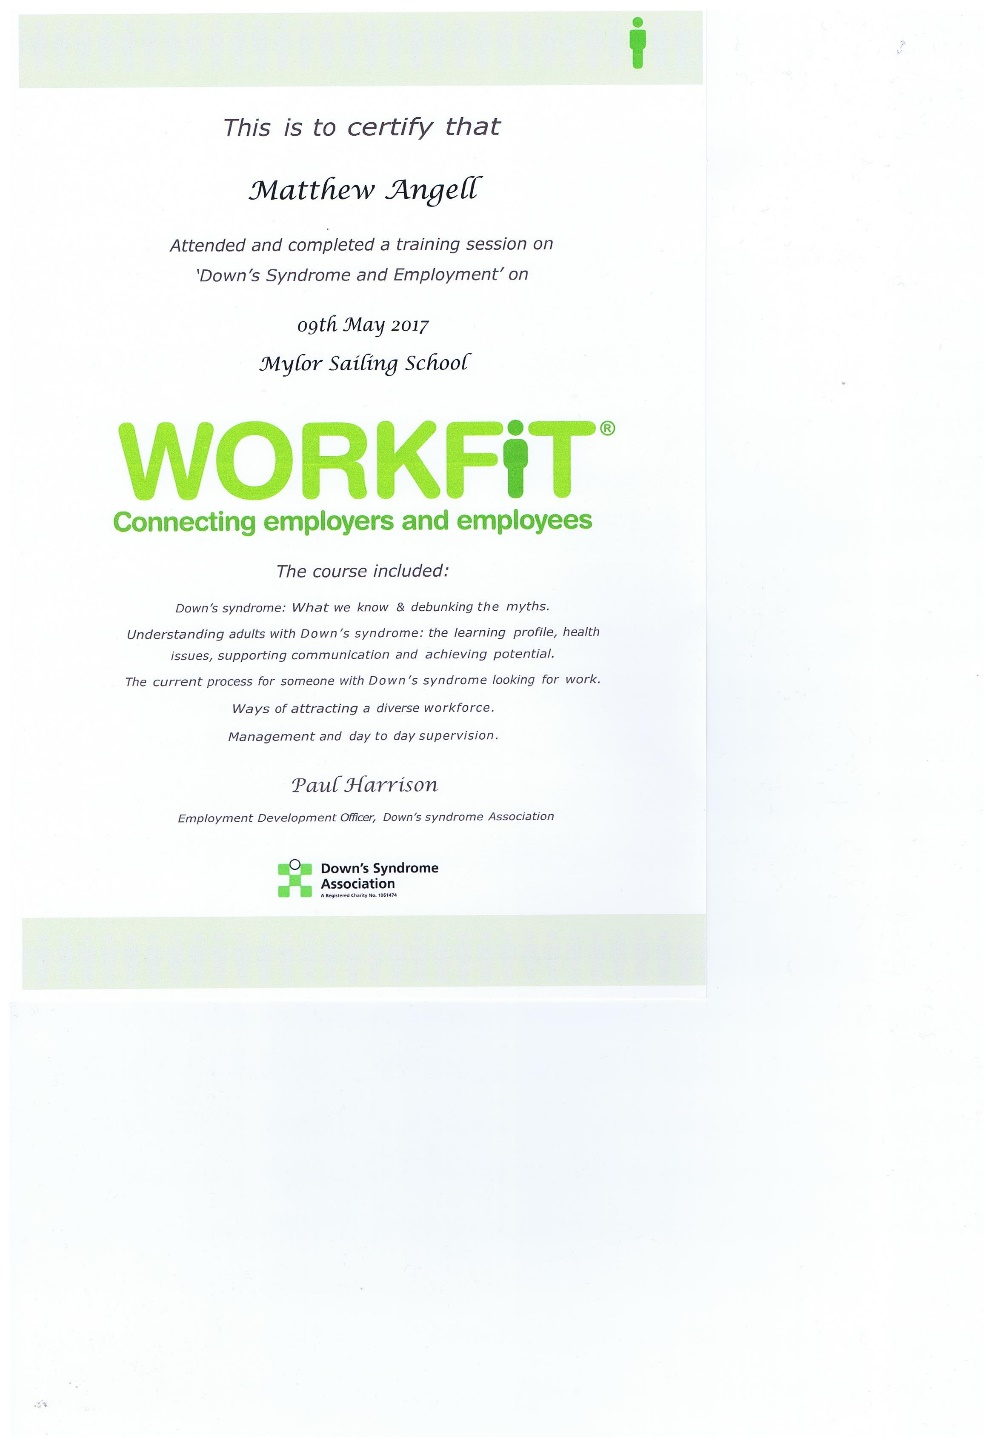 This is to certify that
Matthew Angell
Attended and completed a training session on
‘Down’s Syndrome and Employment’ on
09th May 2017
Mylor Sailing School
WORKFiT®
Connecting employers and employees
The course included:
Down’s syndrome: What we know & debunking the myths.
Understanding adults with Down’s syndrome: the learning profile, health
issues, supporting communication and achieving potential.
The current process for someone with Down’s syndrome looking for work.
Ways of attracting a diverse workforce.
Management and day to day supervision.
Paul Harrison
Employment Development Officer, Down’s syndrome Association
Down’s Syndrome
Association
A Registered Charity No. 1061474